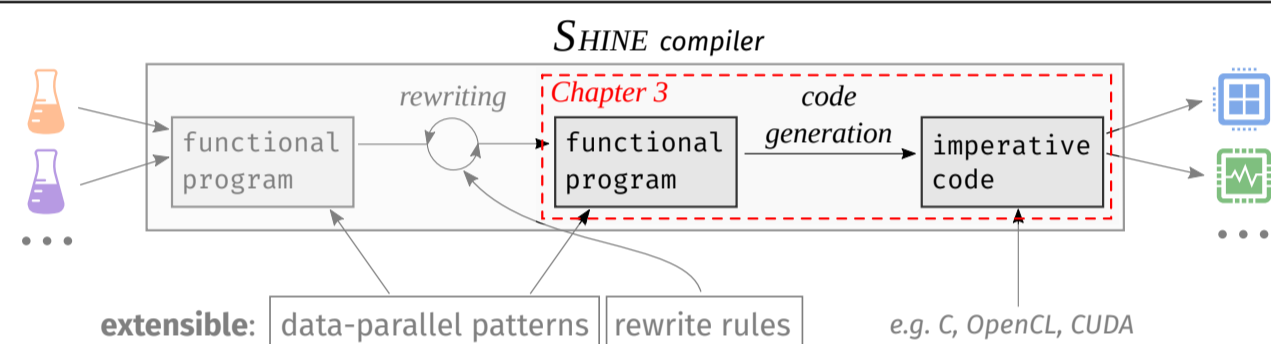 SHINE compiler
rewriting
Chapter 3
code
generation
functional
program
functional
program
imperative
code
extensible:
data-parallel patterns
rewrite rules
e.g. C, OpenCL, CUDA